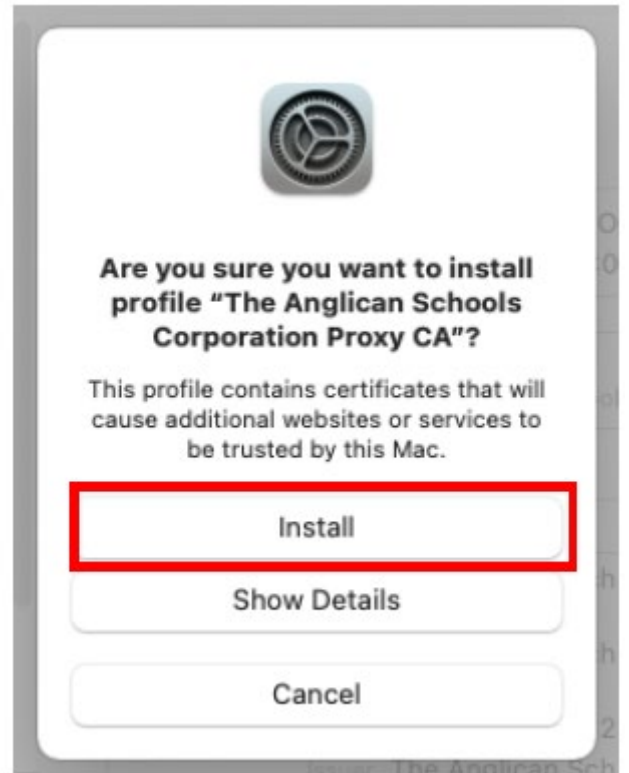 Are you sure you want to install
profile “The Anglican Schools
Corporation Proxy CA”?
This profile contains certificates that will
cause additional websites or services to
be trusted by this Mac.
Install
Show Details
Cancel